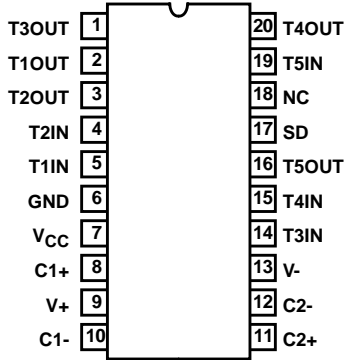 T3OUT 1 20 T4OUT
T1OUT 2 19 T5IN
T2OUT 3 18 NC
T2IN 4 17 SD
T1IN 5 16 T5OUT
GND 6 15 T4IN
VCC 7 14 T3IN
C1+ 8 13 V-
V+ 9 12 C2-
C1- 10 11 C2+